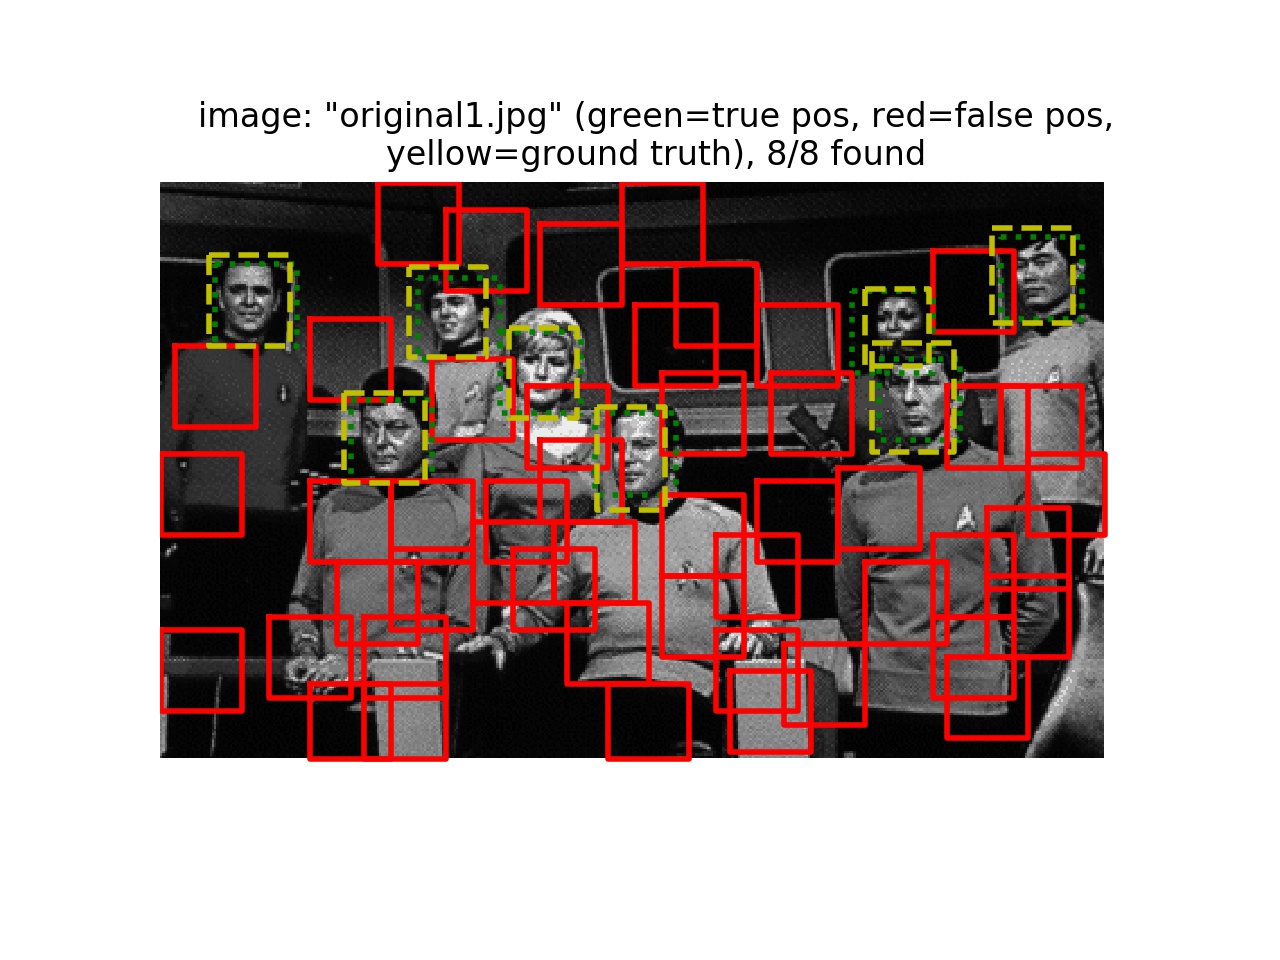 image: "original1.jpg" (green=true pos, red=false pos,
yellow=ground truth), 8/8 found